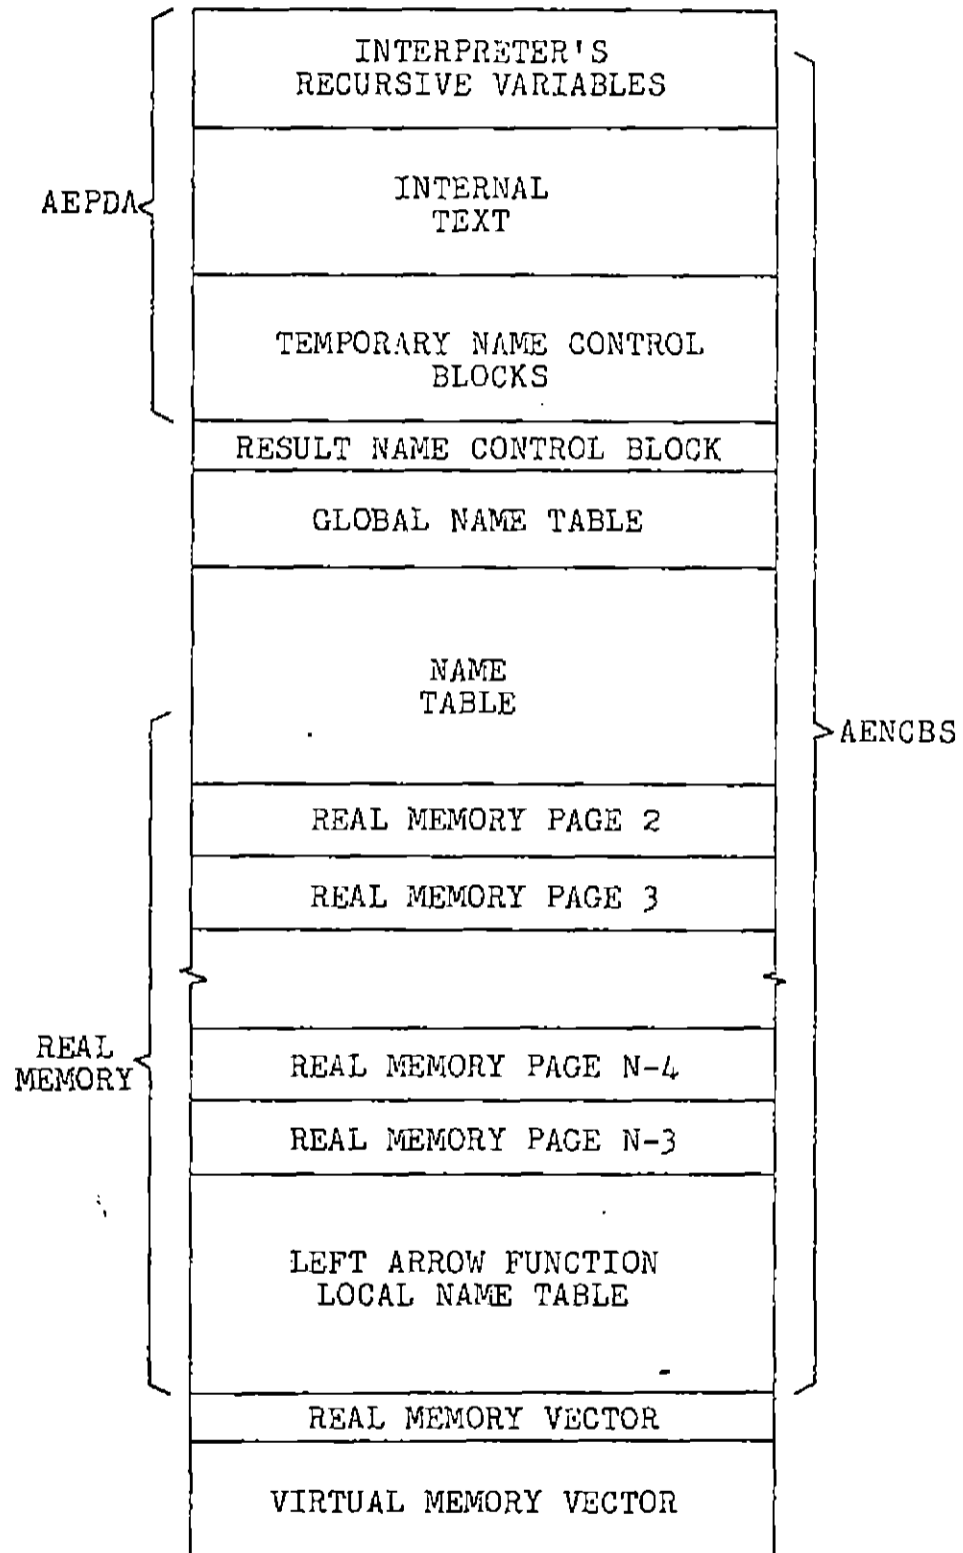 INTERPRETER'S
RECURSIVE VARIABLES
AEPDA
INTERNAL
TEXT
TEMPORARY NAME CONTROL
BLOCKS
RESULT NAME CONTROL BLOCK
GLOBAL NAME TABLE
NAME
TABLE
AENCBS
REAL MEMORY PAGE 2
REAL MEMORY PAGE 3
REAL
MEMORY
REAL MEMORY PAGE N-4
REAL MEMORY PAGE N-3
LEFT ARROW FUNCTION
LOCAL NAME TABLE
REAL MEMORY VECTOR
VIRTUAL MEMORY VECTOR